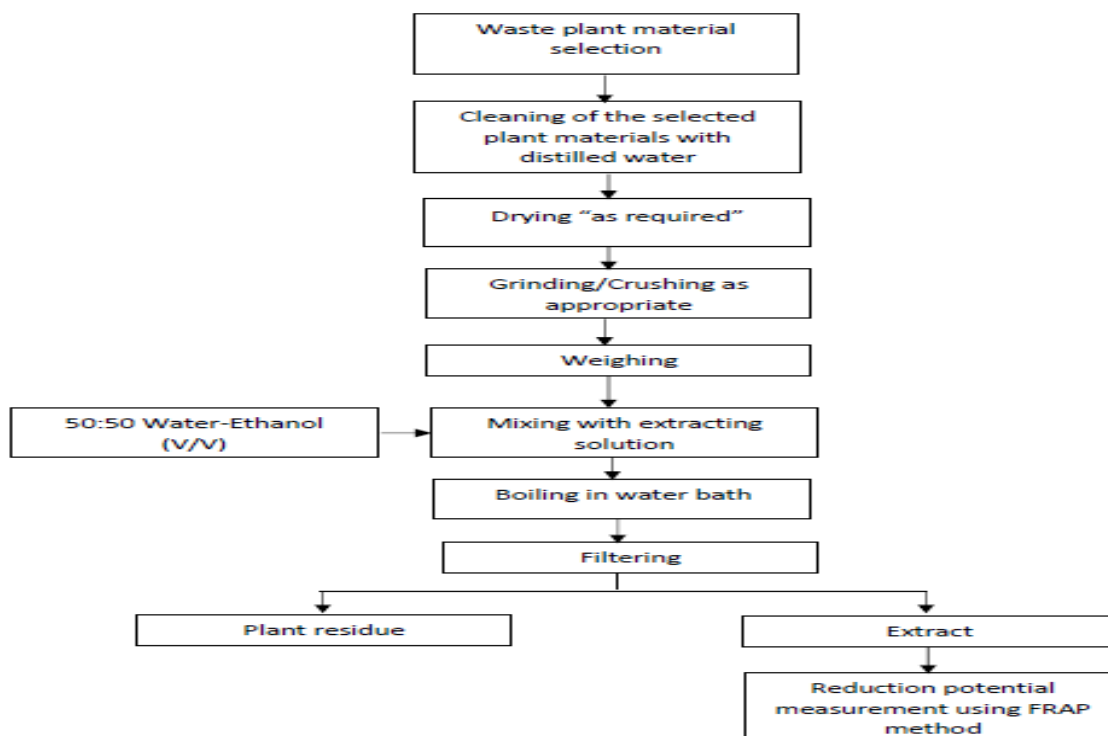 Waste plant material
selection
Cleaning of the selected
plant materials with
distilled water
Drying “as required”
Grinding/Crushing as
appropriate
Weighing
50:50 Water-Ethanol
(V/V)
Mixing with extracting
solution
Boiling in water bath
Filtering
Plant residue
Extract
Reduction potential
measurement using FRAP
method